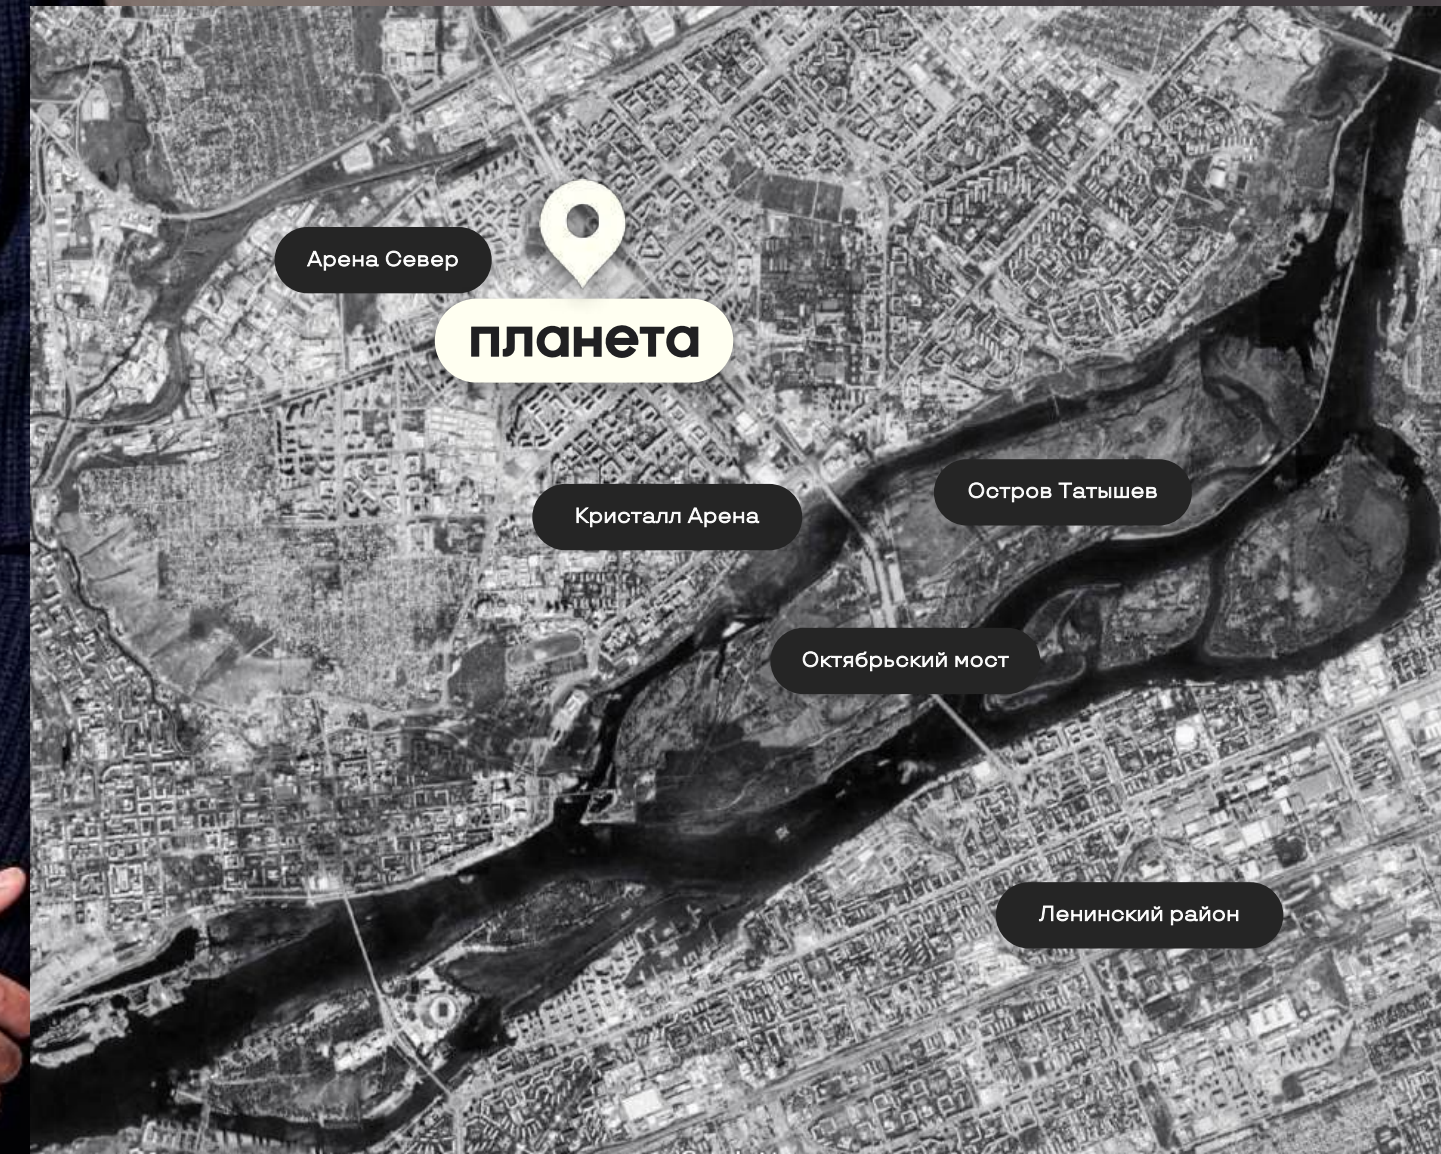 Арена Север
планета
Остров Татышев
Кристалл Арена
Октябрьский мост
Ленинский район